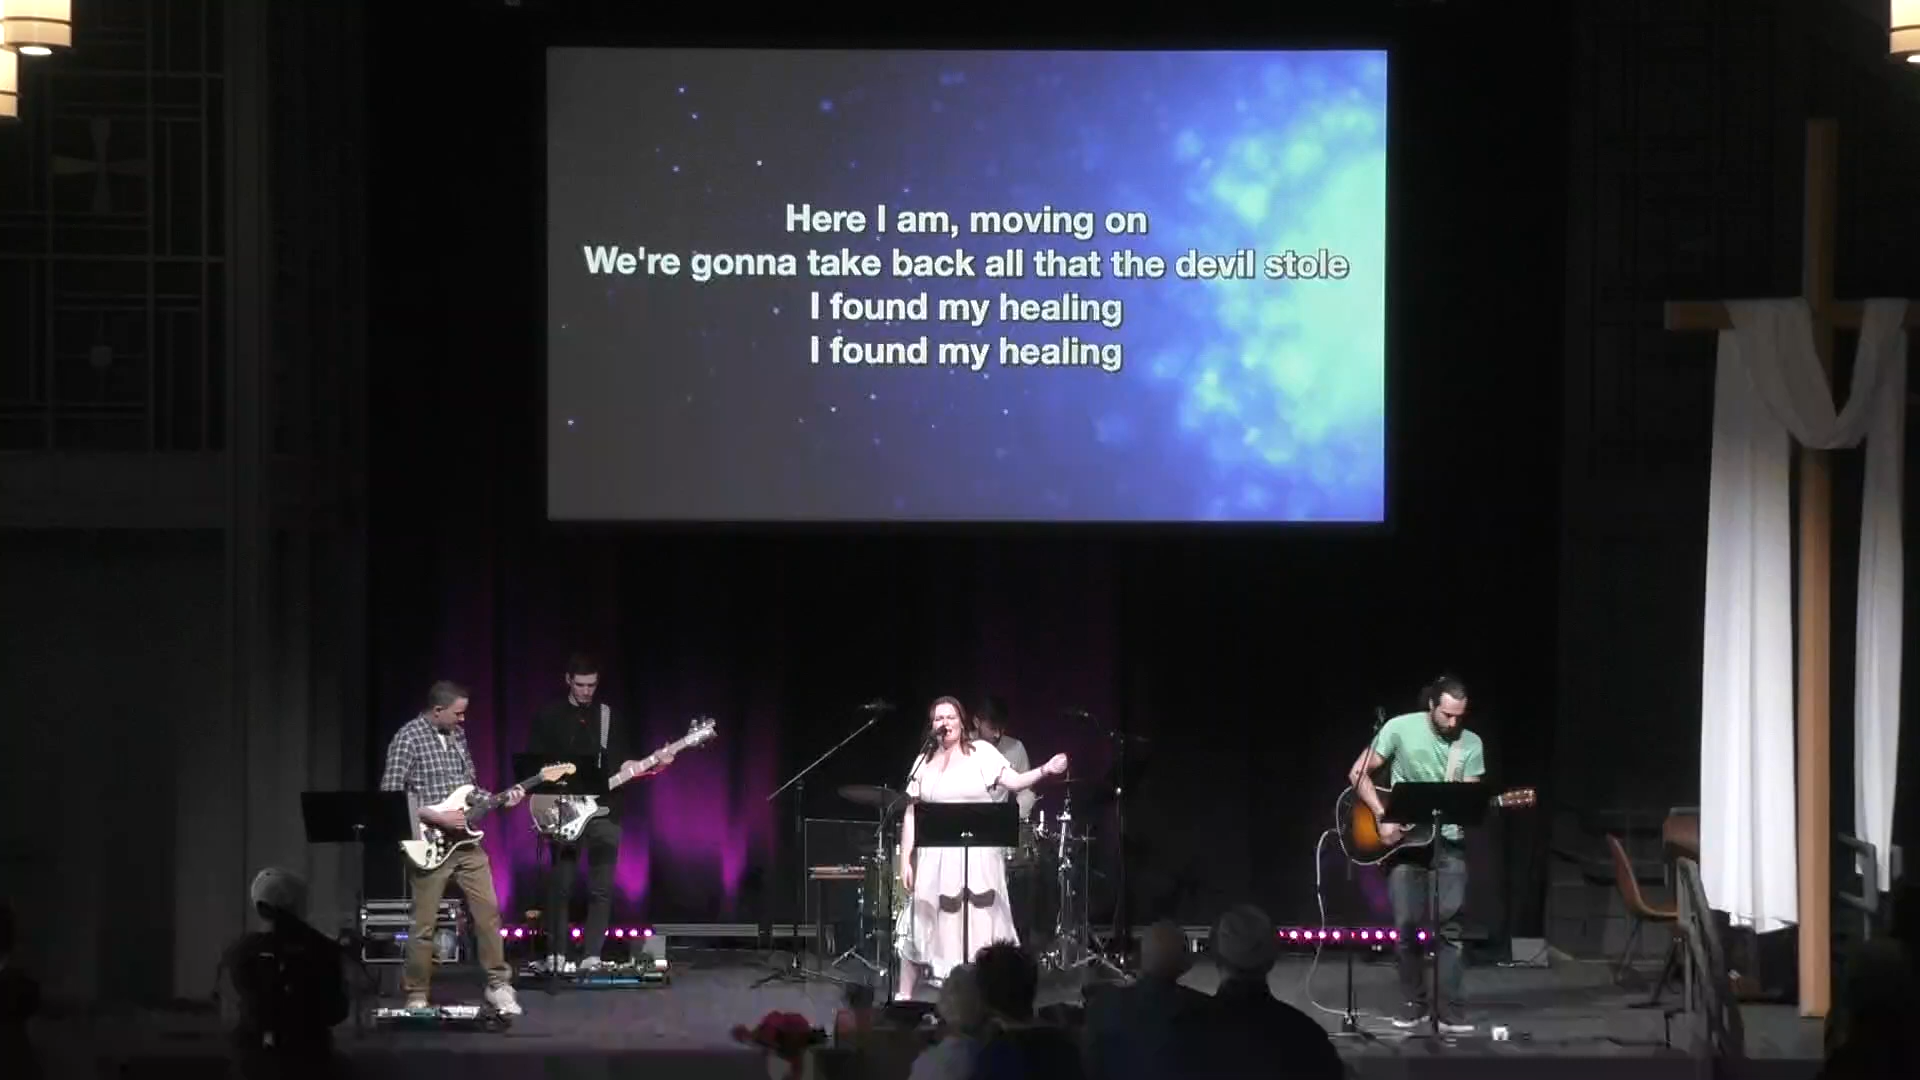 Here I am, moving on
We're gonna take back all that the devil stole
I found my healing
I found my healing